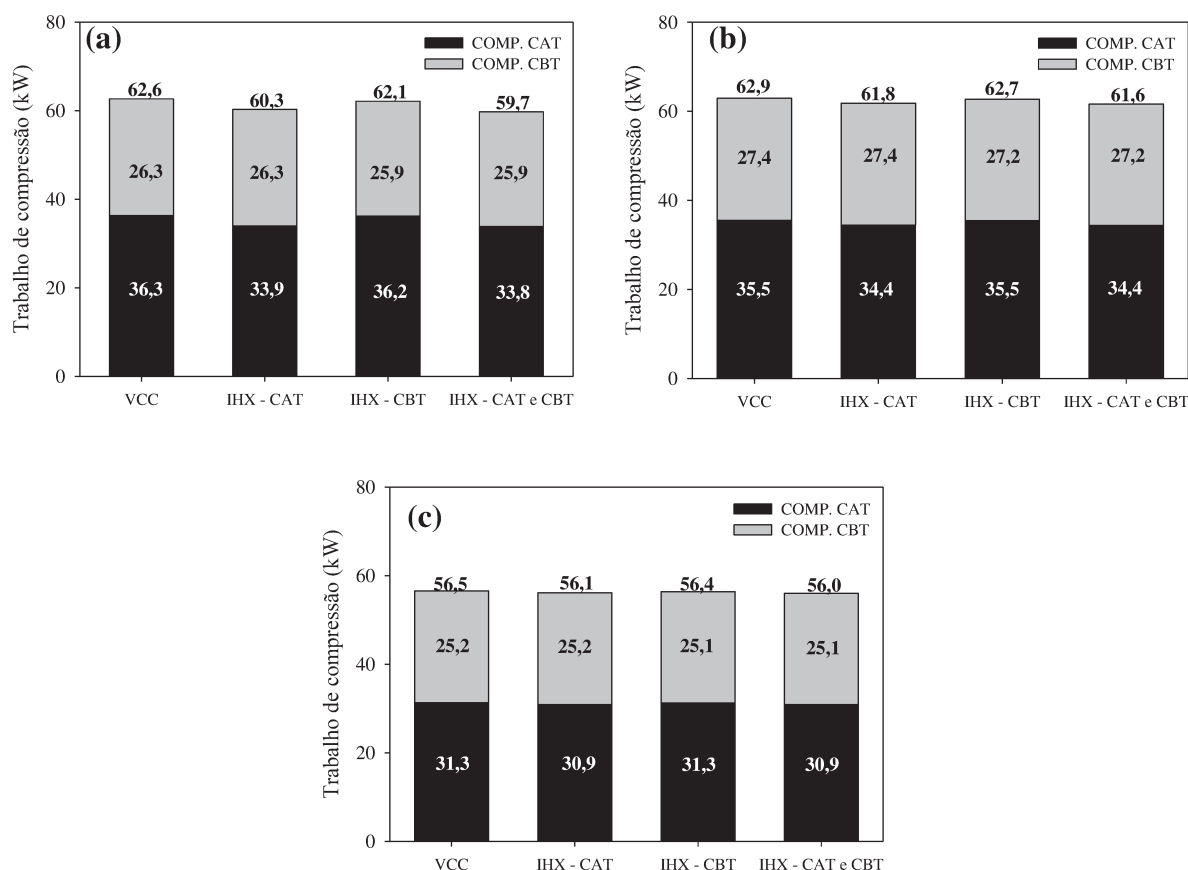 (a)
COMP. CAT
COMP. CBT
Trabalho de compressão (kW)
80
60
40
20
0
62,6
60,3
62,1
59,7
26,3
26,3
25,9
25,9
36,3
33,9
36,2
33,8
VCC
IHX - CAT
IHX - CBT
IHX - CAT e CBT
(b)
COMP. CAT
COMP. CBT
Trabalho de compressão (kW)
80
60
40
20
0
62,9
61,8
62,7
61,6
27,4
27,4
27,2
27,2
35,5
34,4
35,5
34,4
VCC
IHX - CAT
IHX - CBT
IHX - CAT e CBT
(c)
COMP. CAT
COMP. CBT
Trabalho de compressão (kW)
80
60
40
20
0
56,5
56,1
56,4
56,0
25,2
25,2
25,1
25,1
31,3
30,9
31,3
30,9
VCC
IHX - CAT
IHX - CBT
IHX - CAT e CBT